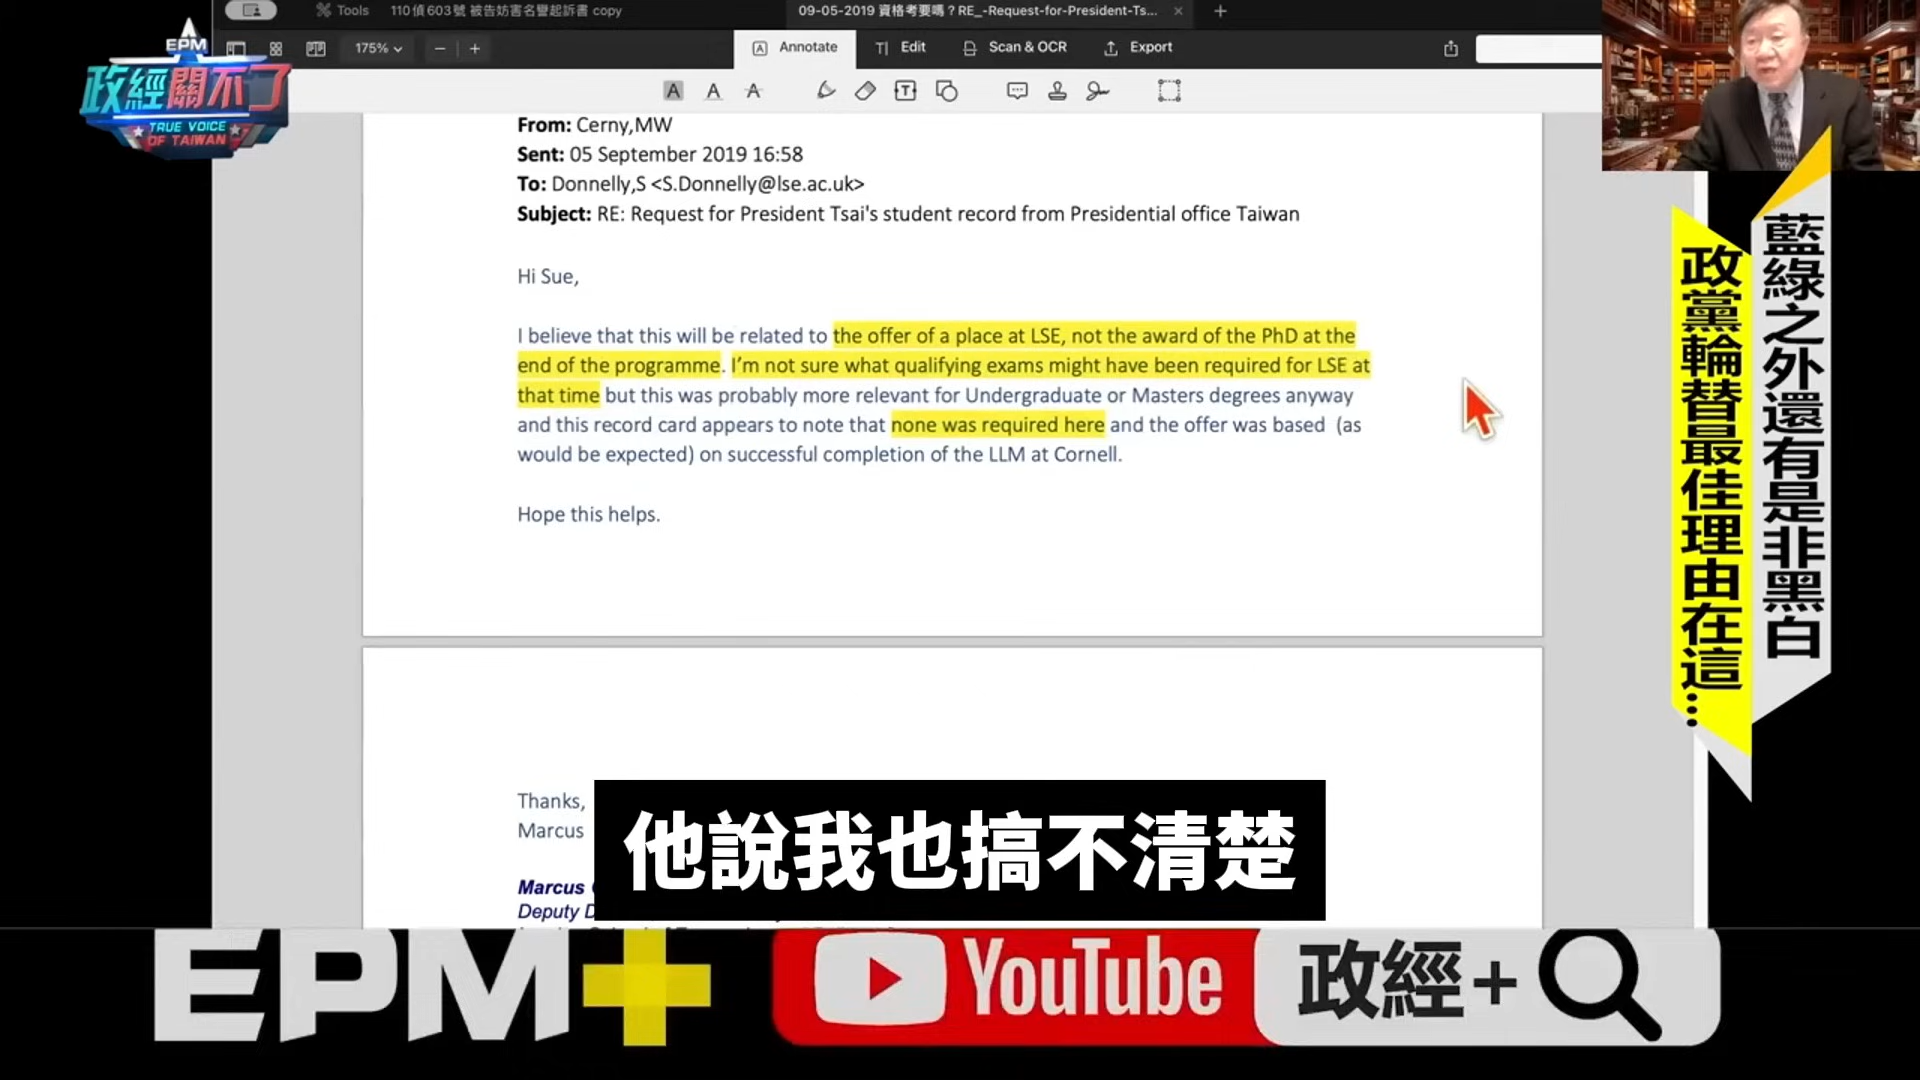 Tools
110偵603號 被告妨害名譽起訴書 copy
09-05-2019 資格考要嗎？RE_-Request-for-President-Ts...
175%
Annotate
Edit
Scan & OCR
Export
EPM
政經關不了
TRUE VOICE
OF TAIWAN
From: Cerny,MW
Sent: 05 September 2019 16:58
To: Donnelly,S <S.Donnelly@lse.ac.uk>
Subject: RE: Request for President Tsai's student record from Presidential office Taiwan
Hi Sue,
I believe that this will be related to the offer of a place at LSE, not the award of the PhD at the
end of the programme. I'm not sure what qualifying exams might have been required for LSE at
that time but this was probably more relevant for Undergraduate or Masters degrees anyway
and this record card appears to note that none was required here and the offer was based (as
would be expected) on successful completion of the LLM at Cornell.
Hope this helps.
Thanks,
Marcus
Marcus
Deputy
藍綠之外還有是非黑白
政黨輪替最佳理由在這...
他說我也搞不清楚
EPM+
YouTube
政經+